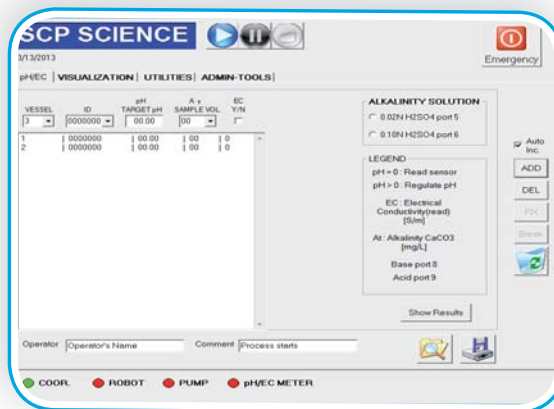 SCP SCIENCE
3/13/2013
Emergency
pH/EC | VISUALIZATION | UTILITIES | ADMIN-TOOLS |
VESSEL ID pH TARGET pH A T SAMPLE VOL. EC Y/N
3 0000000 00.00 00
1 | 0000000 | 00.00 | 00 | 0
2 | 0000000 | 00.00 | 00 | 0
ALKALINITY SOLUTION
0.02N H2SO4 port 5
0.10N H2SO4 port 6
LEGEND
pH = 0 : Read sensor
pH > 0 : Regulate pH
EC : Electrical
Conductivity(read)
[S/m]
At : Alkalinity CaCO3
[mg/L]
Base port 8
Acid port 9
Show Results
Auto
Inc.
ADD
DEL
Operator Operator's Name Comment Process starts
COOR. ROBOT PUMP pH/EC METER